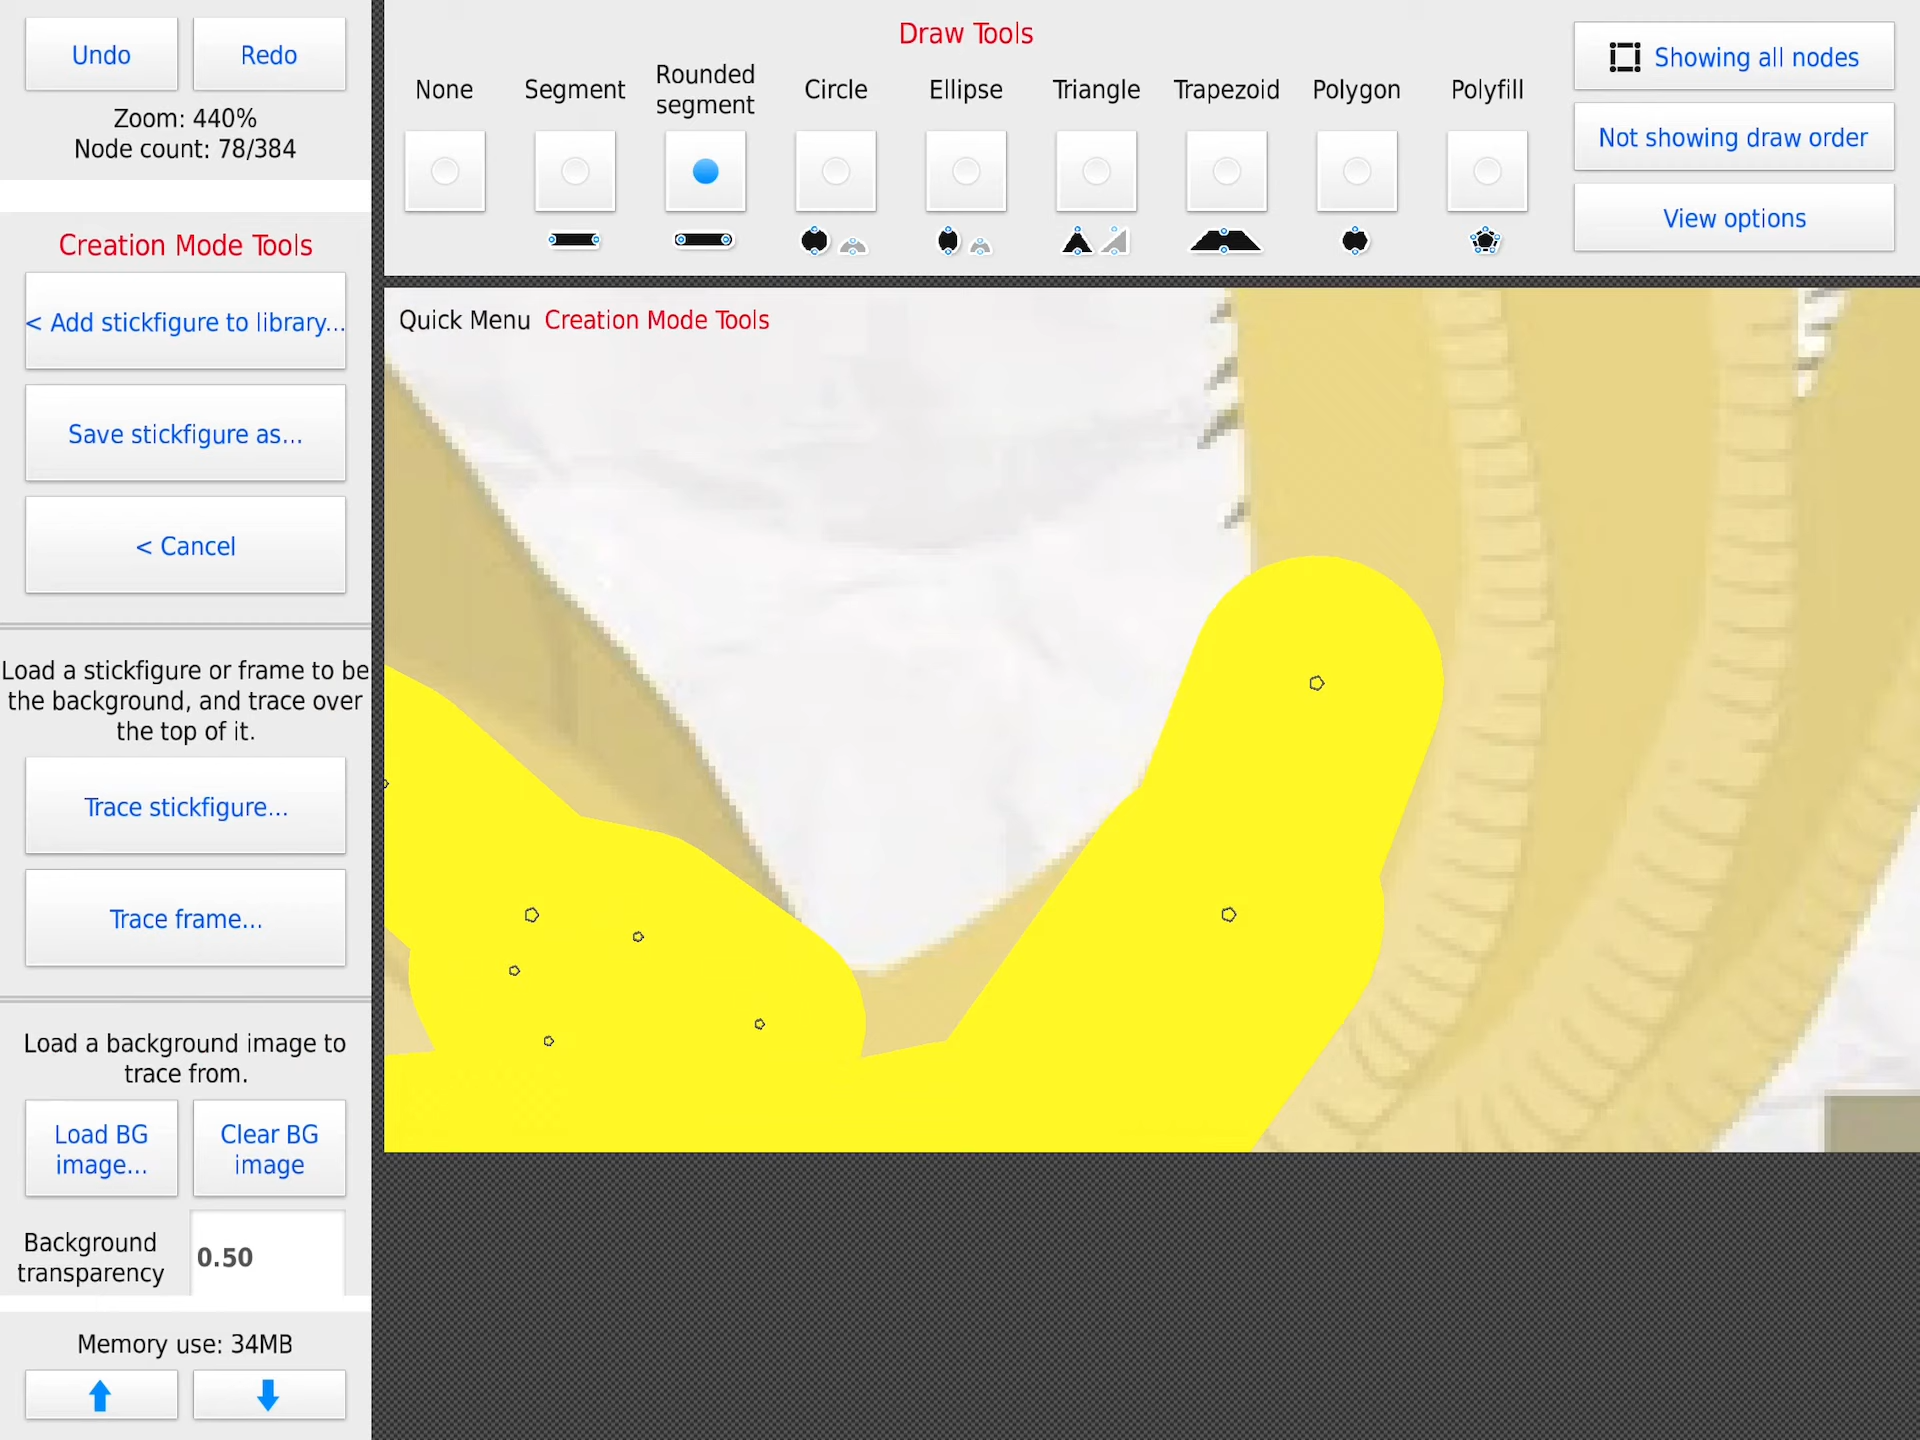 Undo
Redo
Zoom: 440%
Node count: 78/384
Creation Mode Tools
< Add stickfigure to library...
Save stickfigure as...
< Cancel
Load a stickfigure or frame to be
the background, and trace over
the top of it.
Trace stickfigure...
Trace frame...
Load a background image to
trace from.
Load BG
image...
Clear BG
image
Background
transparency
0.50
Memory use: 34MB
Draw Tools
None
Segment
Rounded
segment
Circle
Ellipse
Triangle
Trapezoid
Polygon
Polyfill
Showing all nodes
Not showing draw order
View options
Quick Menu Creation Mode Tools